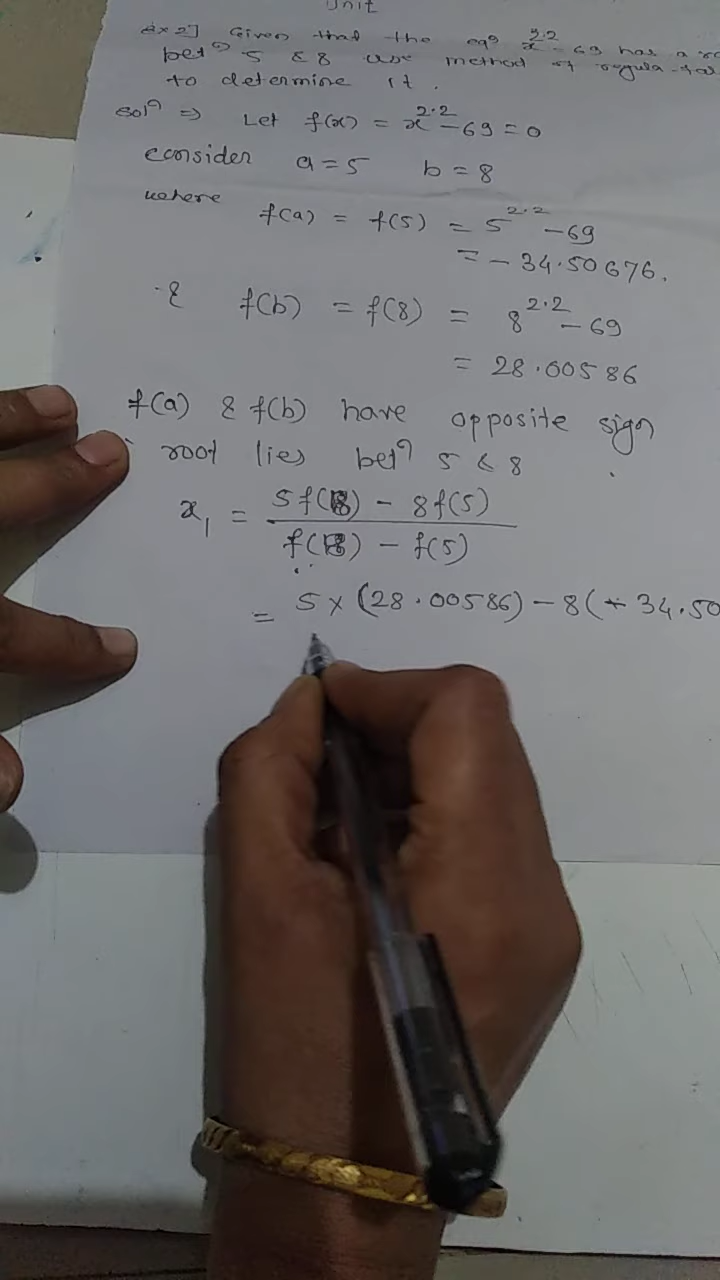 Unit
Ex 2] Given that the eqⁿ x^2.2 - 69 has a
betⁿ 5 & 8 use method of regula-
to determine it.
solⁿ ⇒ Let f(x) = x^2.2 - 69 = 0
consider a = 5 b = 8
where
f(a) = f(5) = 5^2.2 - 69
= - 34.50676.
& f(b) = f(8) = 8^2.2 - 69
= 28.00586
f(a) & f(b) have opposite sign
root lies betⁿ 5 & 8
x₁ = 5f(8) - 8f(5)
f(8) - f(5)
= 5 × (28.00586) - 8(- 34.50